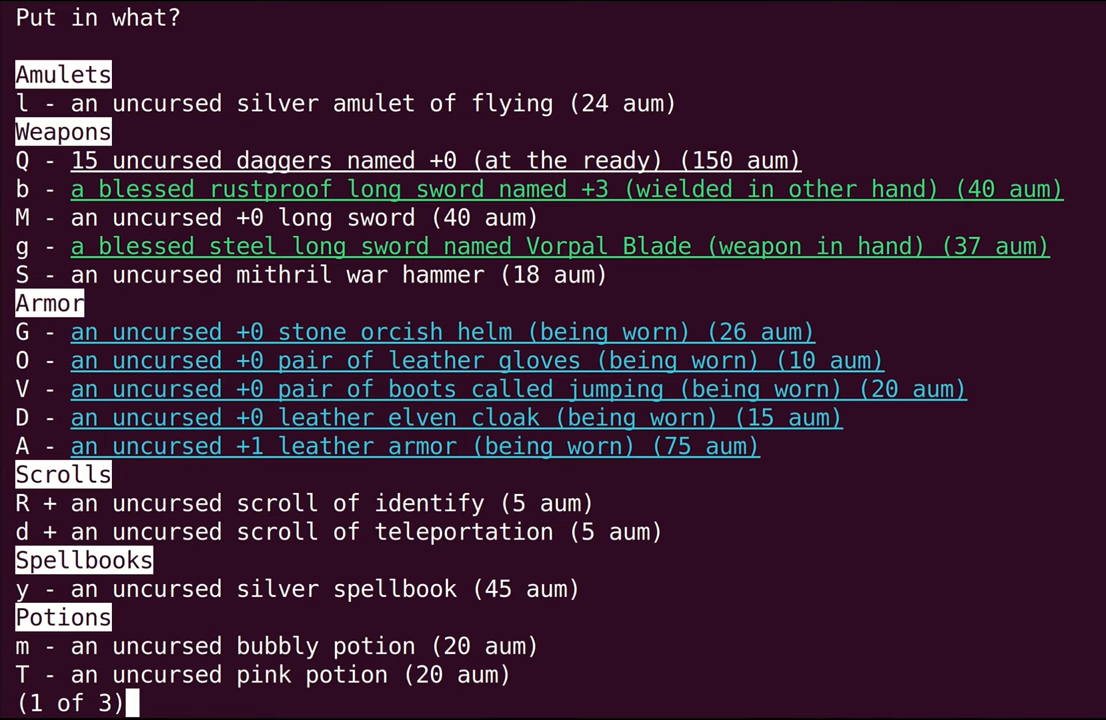 Put in what?
Amulets
l - an uncursed silver amulet of flying (24 aum)
Weapons
Q - 15 uncursed daggers named +0 (at the ready) (150 aum)
b - a blessed rustproof long sword named +3 (wielded in other hand) (40 aum)
M - an uncursed +0 long sword (40 aum)
g - a blessed steel long sword named Vorpal Blade (weapon in hand) (37 aum)
S - an uncursed mithril war hammer (18 aum)
Armor
G - an uncursed +0 stone orcish helm (being worn) (26 aum)
O - an uncursed +0 pair of leather gloves (being worn) (10 aum)
V - an uncursed +0 pair of boots called jumping (being worn) (20 aum)
D - an uncursed +0 leather elven cloak (being worn) (15 aum)
A - an uncursed +1 leather armor (being worn) (75 aum)
Scrolls
R + an uncursed scroll of identify (5 aum)
d + an uncursed scroll of teleportation (5 aum)
Spellbooks
y - an uncursed silver spellbook (45 aum)
Potions
m - an uncursed bubbly potion (20 aum)
T - an uncursed pink potion (20 aum)
(1 of 3)